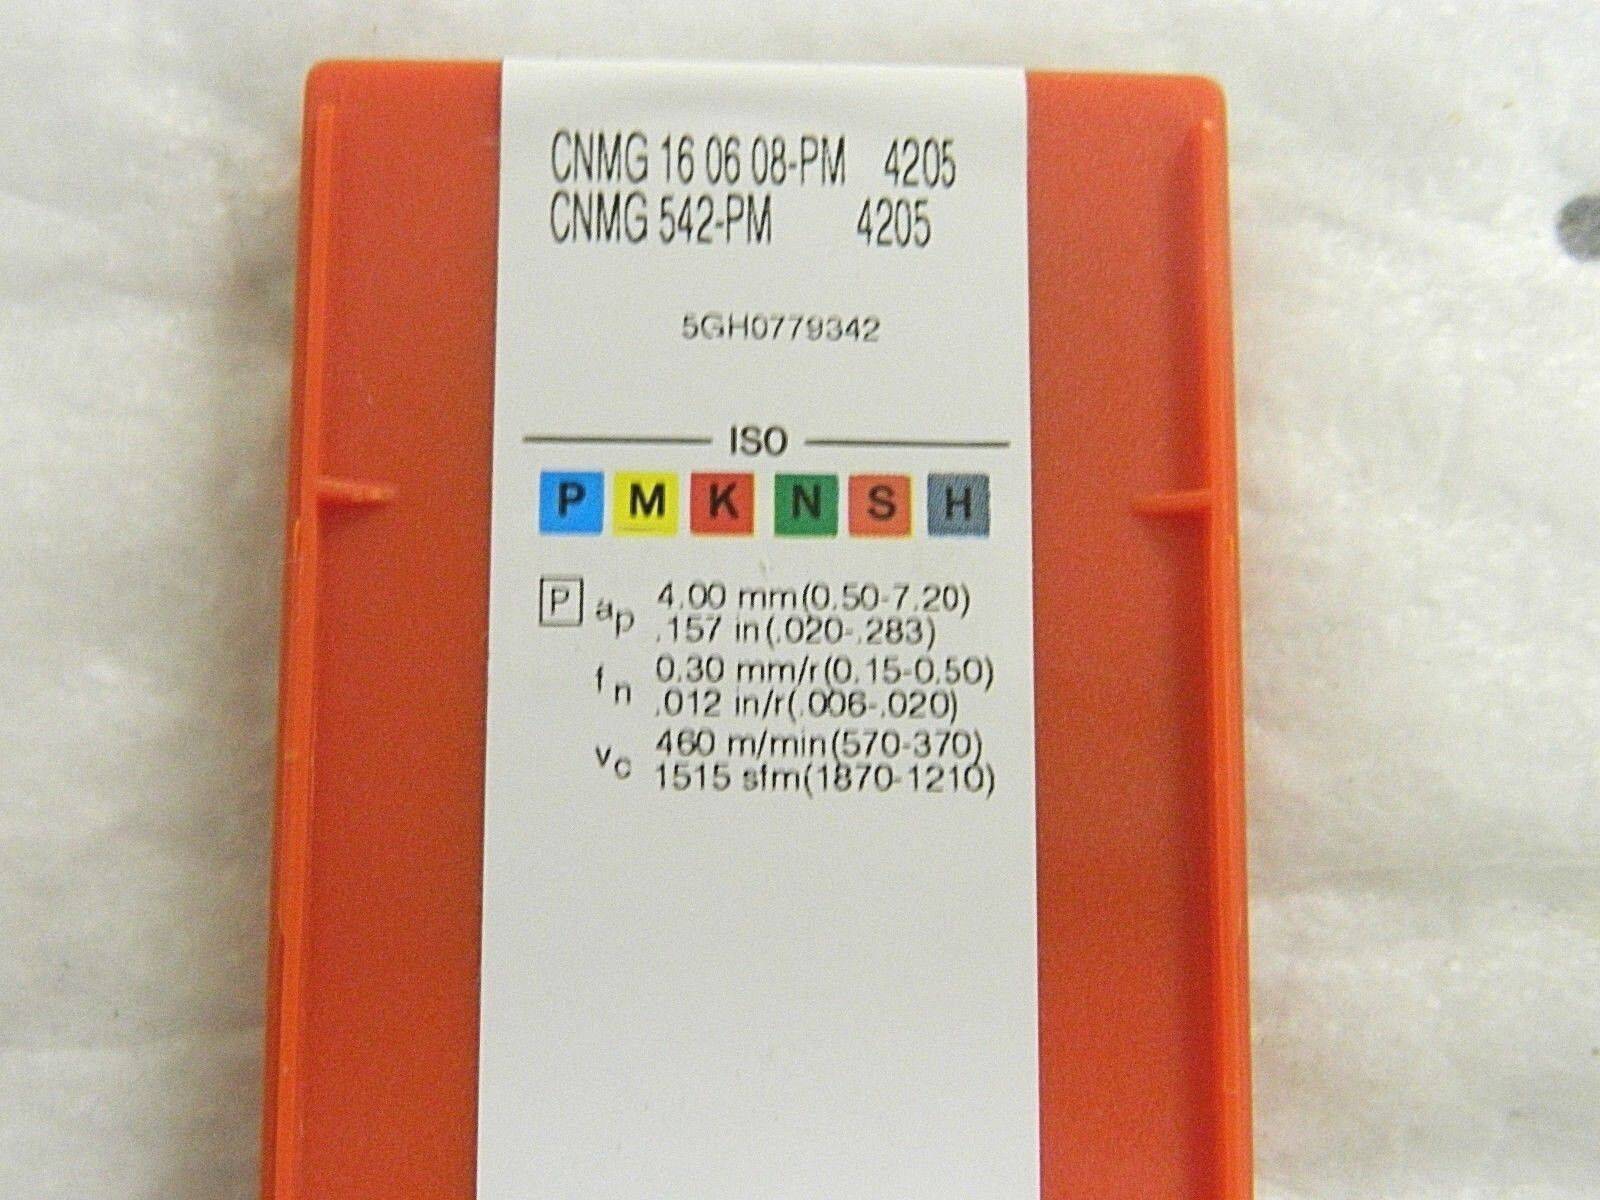 CNMG 16 06 08-PM 4205
CNMG 542-PM 4205
5GH0779342
ISO
P M K N S H
P ap 4.00 mm(0.50-7.20)
.157 in(.020-.283)
fn 0.30 mm/r(0.15-0.50)
.012 in/r(.006-.020)
vc 460 m/min(570-370)
1515 sfm(1870-1210)